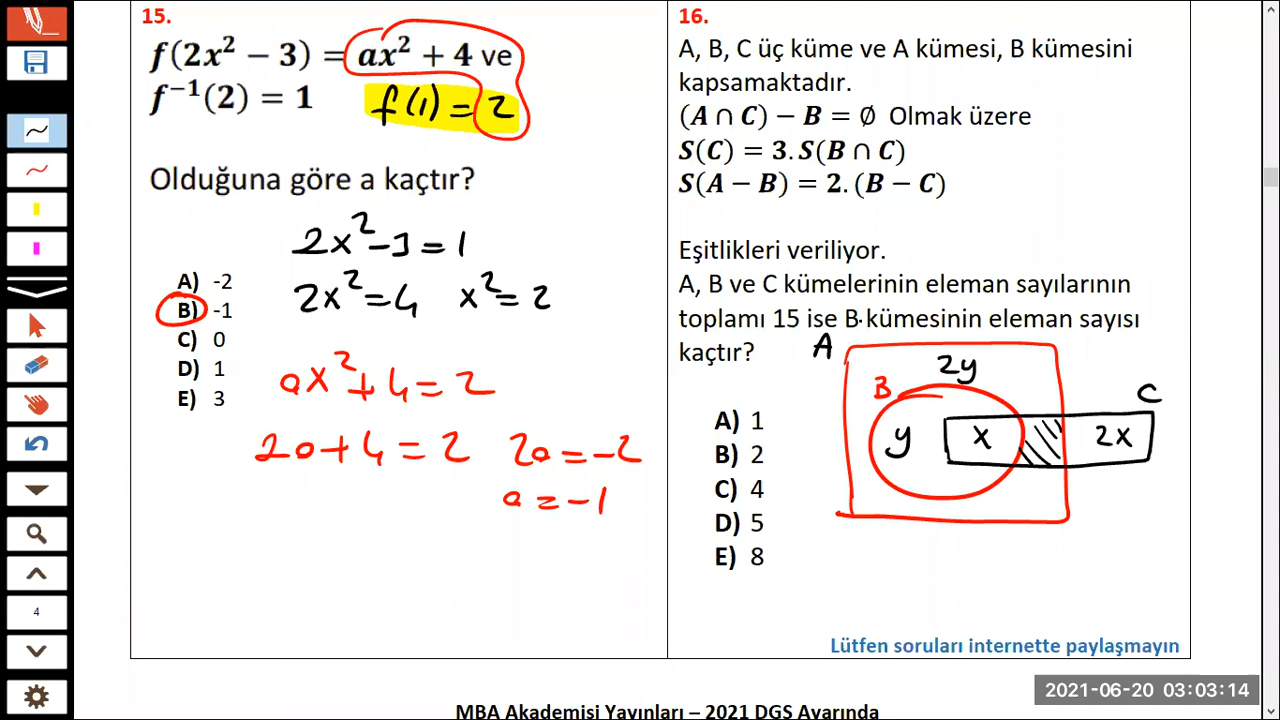 15.
f(2x² − 3) = ax² + 4 ve
f⁻¹(2) = 1
f(1) = 2
Olduğuna göre a kaçtır?
2x² - 3 = 1
2x² = 4 x² = 2
A) -2
B) -1
C) 0
D) 1
E) 3
ax² + 4 = 2
2a + 4 = 2 2a = -2
a = -1
16.
A, B, C üç küme ve A kümesi, B kümesini
kapsamaktadır.
(A ∩ C) − B = ∅ Olmak üzere
S(C) = 3. S(B ∩ C)
S(A − B) = 2. (B − C)
Eşitlikleri veriliyor.
A, B ve C kümelerinin eleman sayılarının
toplamı 15 ise B kümesinin eleman sayısı
kaçtır?
A
2y
B
C
y x 2x
A) 1
B) 2
C) 4
D) 5
E) 8
Lütfen soruları internette paylaşmayın
4
2021-06-20 03:03:14
MBA Akademisi Yayınları – 2021 DGS Ayarında